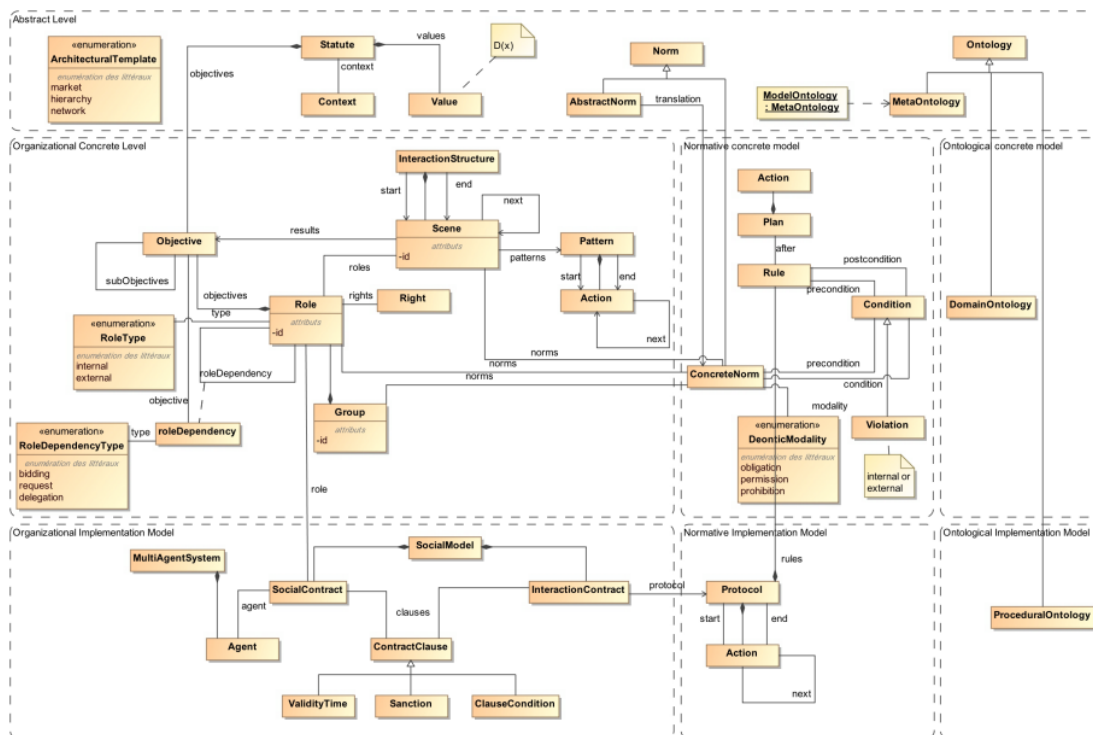 Abstract Level
«enumeration»
ArchitecturalTemplate
enumération des littéraux
market
hierarchy
network
objectives
Statute
values
context
Context
Value
D(x)
Norm
AbstractNorm
translation
Ontology
ModelOntology
: MetaOntology
MetaOntology
Organizational Concrete Level
InteractionStructure
start
end
next
Scene
attributs
-id
results
Objective
subObjectives
roles
patterns
Pattern
start
end
Action
next
objectives
type
Role
attributs
-id
rights
Right
«enumeration»
RoleType
enumération des littéraux
internal
external
roleDependency
objective
norms
norms
Group
attributs
-id
«enumeration»
RoleDependencyType
enumération des littéraux
bidding
request
delegation
type
roleDependency
role
Normative concrete model
Action
Plan
after
Rule
postcondition
precondition
Condition
ConcreteNorm
precondition
condition
modality
«enumeration»
DeonticModality
enumération des littéraux
obligation
permission
prohibition
Violation
internal or
external
Ontological concrete model
DomainOntology
Organizational Implementation Model
MultiAgentSystem
SocialModel
SocialContract
InteractionContract
agent
clauses
Agent
ContractClause
ValidityTime
Sanction
ClauseCondition
protocol
Normative Implementation Model
rules
Protocol
start
end
Action
next
Ontological Implementation Model
ProceduralOntology